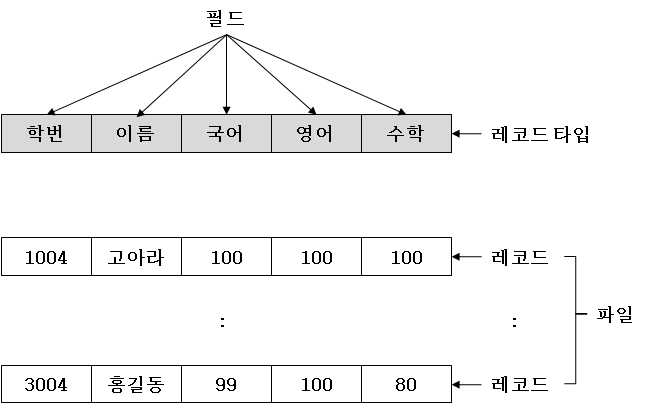 필드
학번 이름 국어 영어 수학 레코드 타입
1004 고아라 100 100 100 레코드
: :
파일
3004 홍길동 99 100 80 레코드